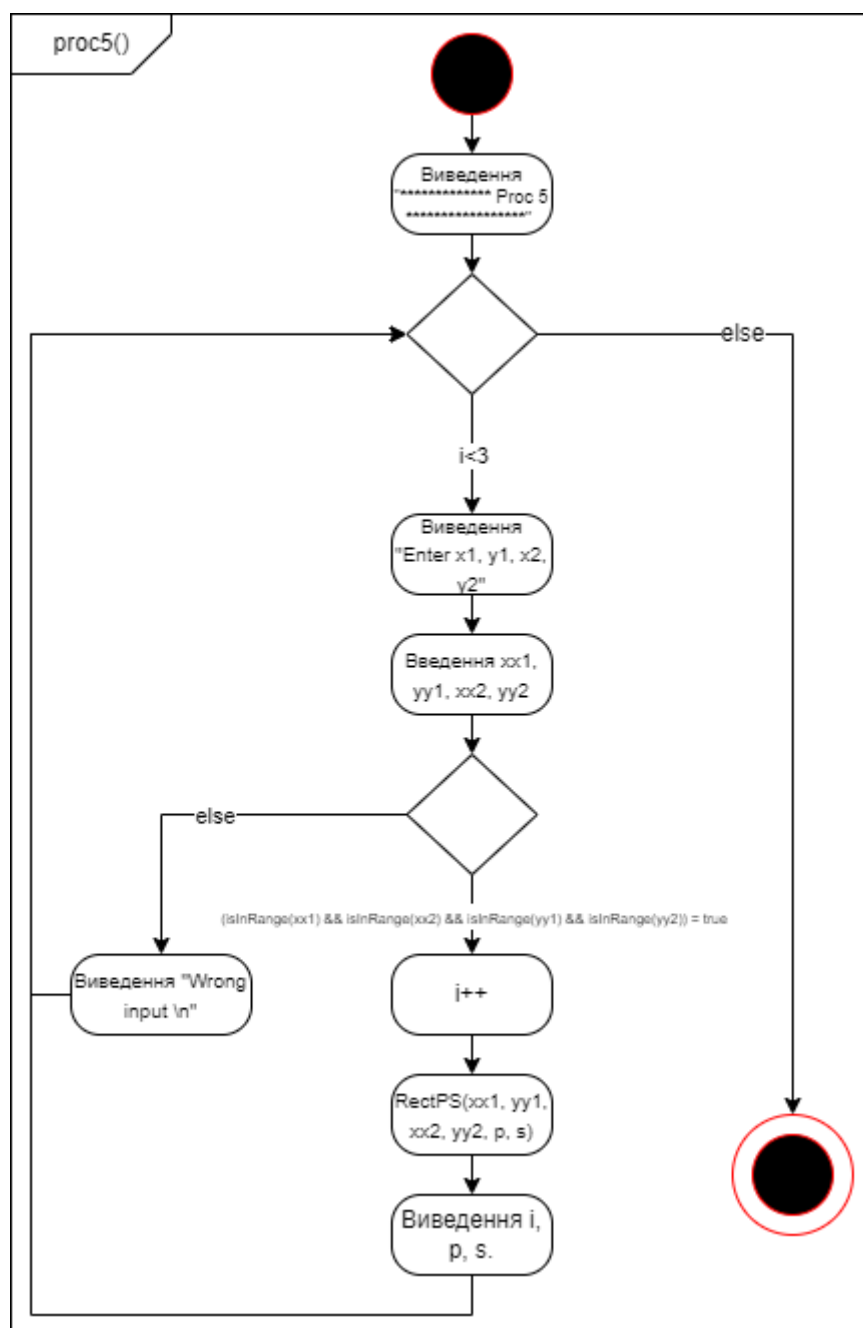 proc5()
Виведення
"************* Proc 5
*****************"
else
i<3
Виведення
"Enter x1, y1, x2,
y2"
Введення xx1,
yy1, xx2, yy2
else
(isInRange(xx1) && isInRange(xx2) && isInRange(yy1) && isInRange(yy2)) = true
Виведення "Wrong
input \n"
i++
RectPS(xx1, yy1,
xx2, yy2, p, s)
Виведення i,
p, s.